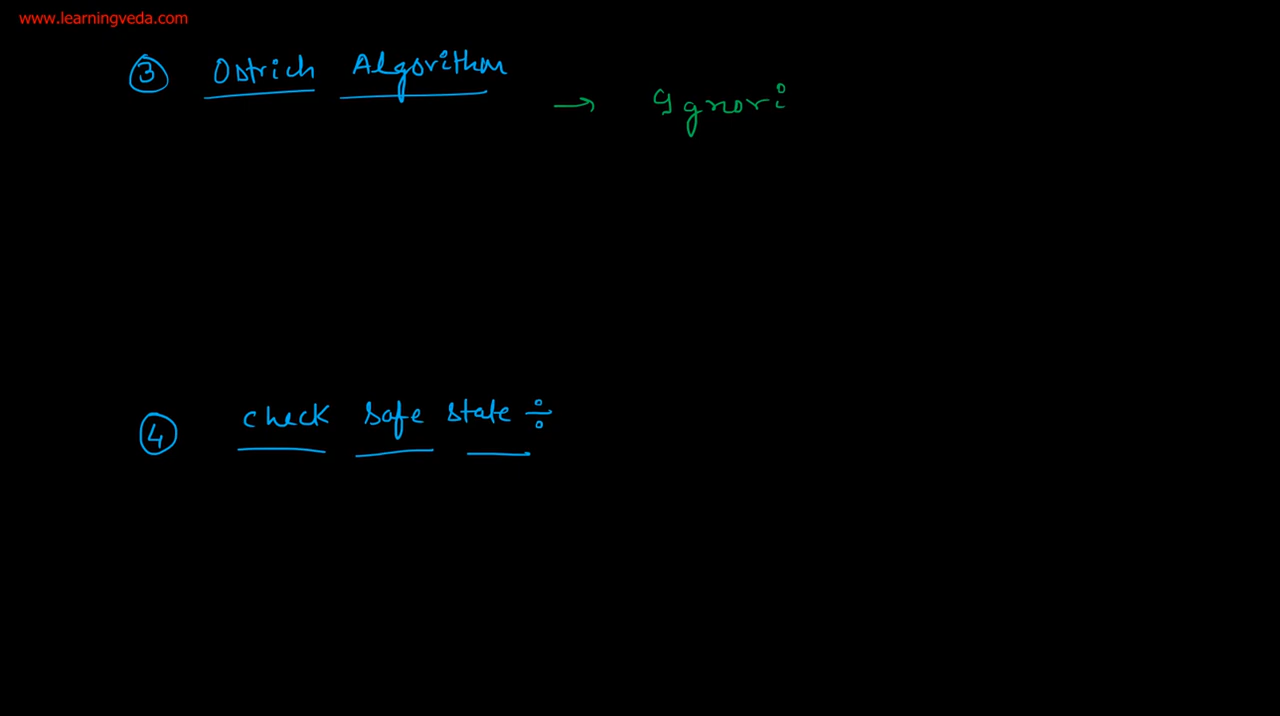 www.learningveda.com
③ Ostrich Algorithm
→ Ignori
④ Check Safe State ÷